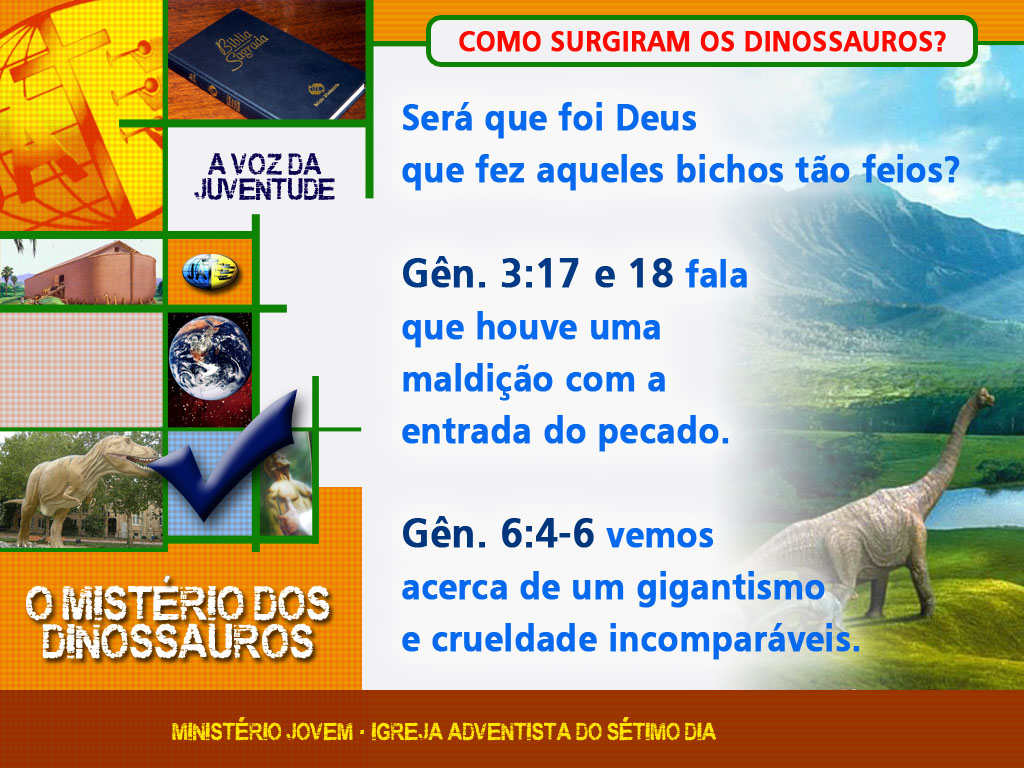 COMO SURGIRAM OS DINOSSAUROS?
Bíblia
Sagrada
A VOZ DA
JUVENTUDE
Será que foi Deus
que fez aqueles bichos tão feios?
Gên. 3:17 e 18 fala
que houve uma
maldição com a
entrada do pecado.
Gên. 6:4-6 vemos
acerca de um gigantismo
e crueldade incomparáveis.
O MISTÉRIO DOS
DINOSSAUROS
MINISTÉRIO JOVEM - IGREJA ADVENTISTA DO SÉTIMO DIA